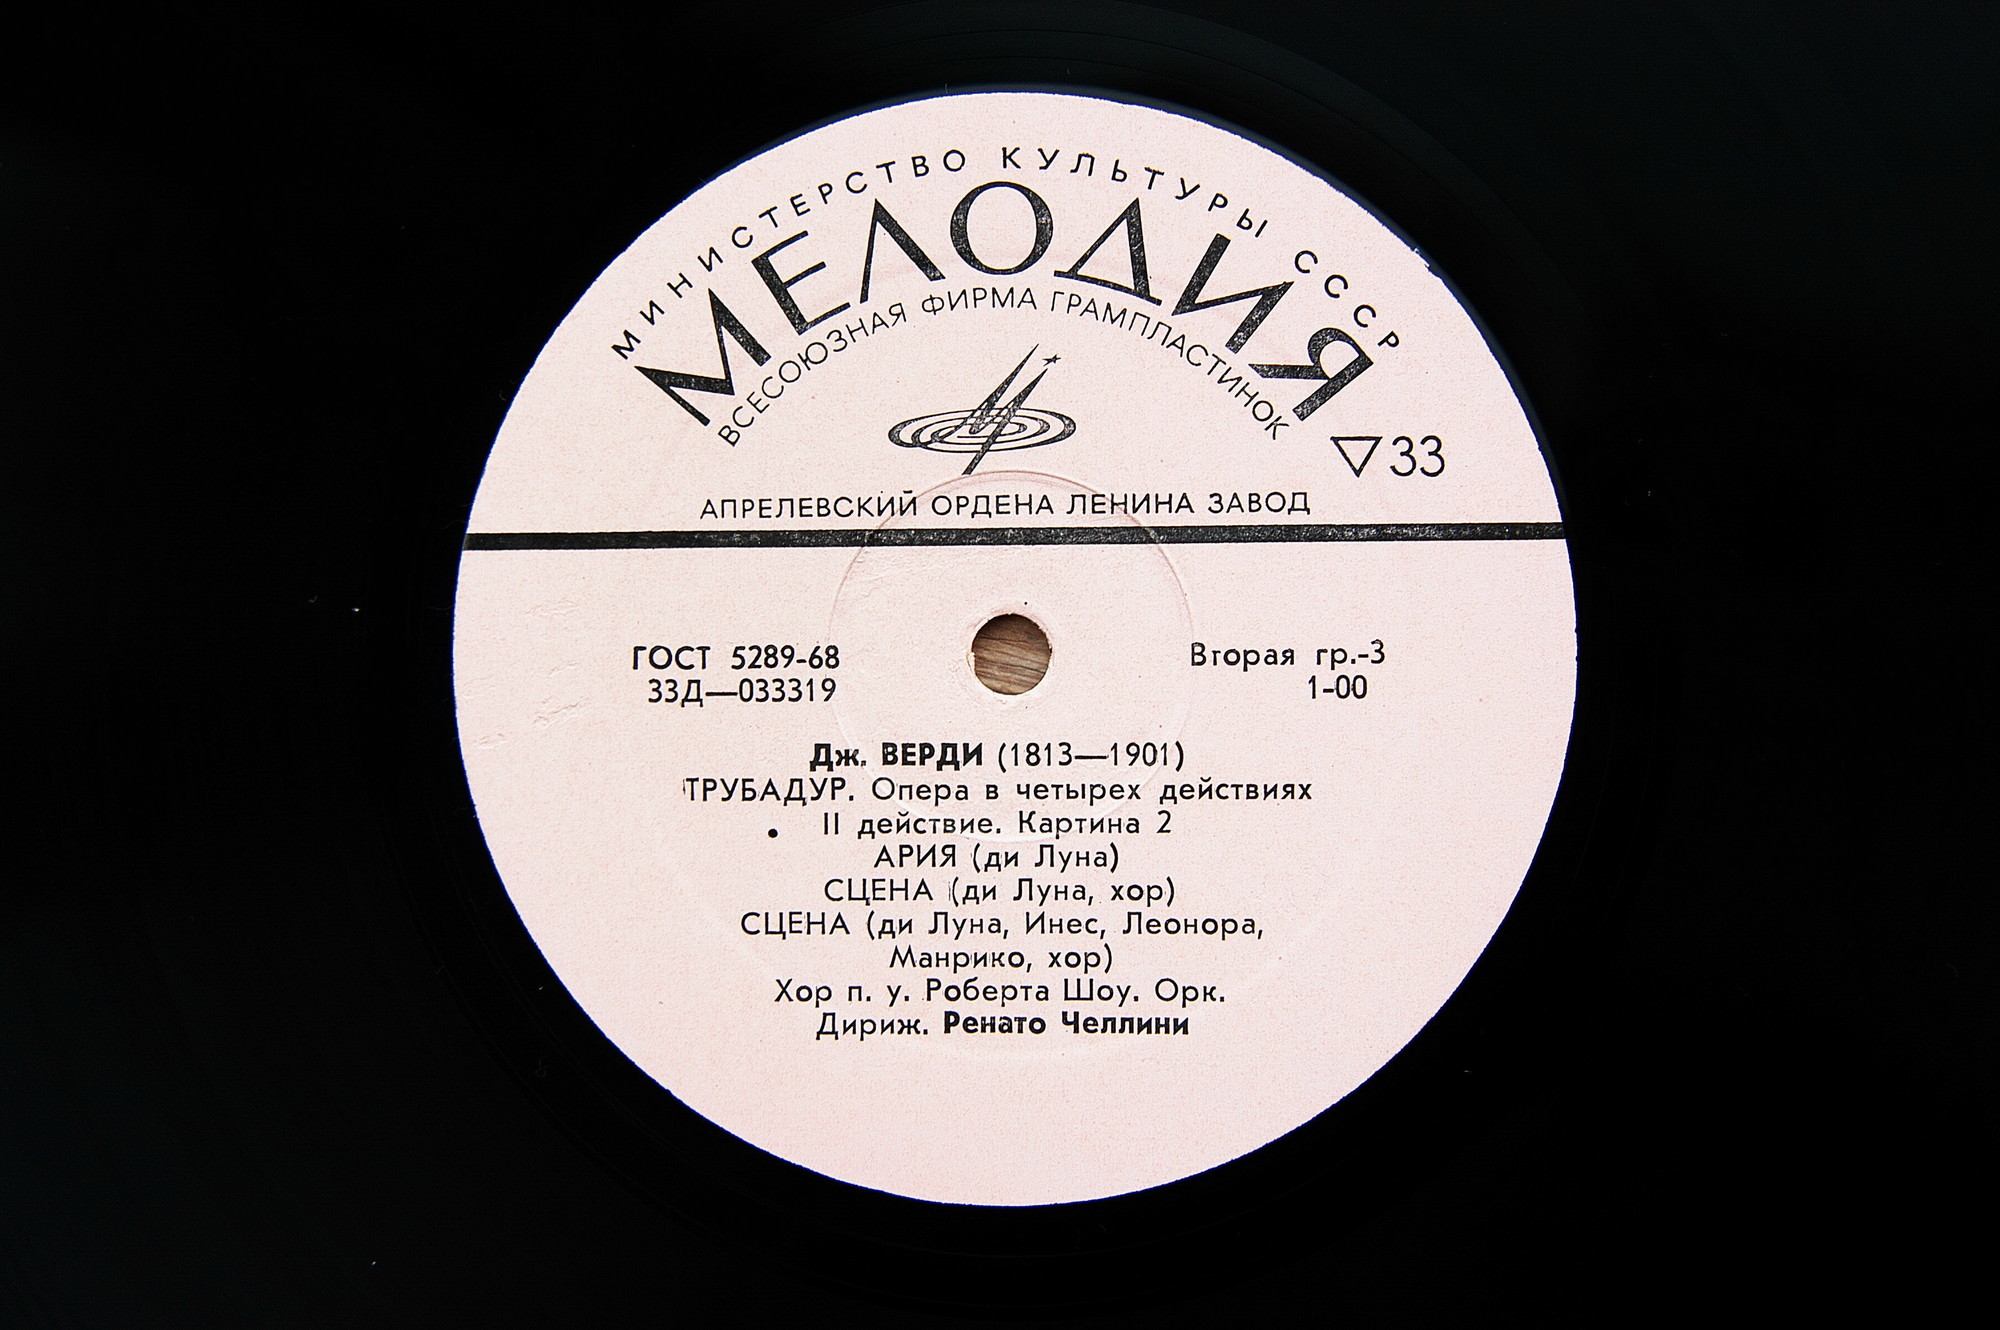 МИНИСТЕРСТВО КУЛЬТУРЫ СССР
МЕЛОДИЯ
ВСЕСОЮЗНАЯ ФИРМА ГРАМПЛАСТИНОК
▽33
АПРЕЛЕВСКИЙ ОРДЕНА ЛЕНИНА ЗАВОД
ГОСТ 5289-68
33Д—033319
Вторая гр.-3
1-00
Дж. ВЕРДИ (1813—1901)
ТРУБАДУР. Опера в четырех действиях
II действие. Картина 2
АРИЯ (ди Луна)
СЦЕНА (ди Луна, хор)
СЦЕНА (ди Луна, Инес, Леонора,
Манрико, хор)
Хор п. у. Роберта Шоу. Орк.
Дириж. Ренато Челлини